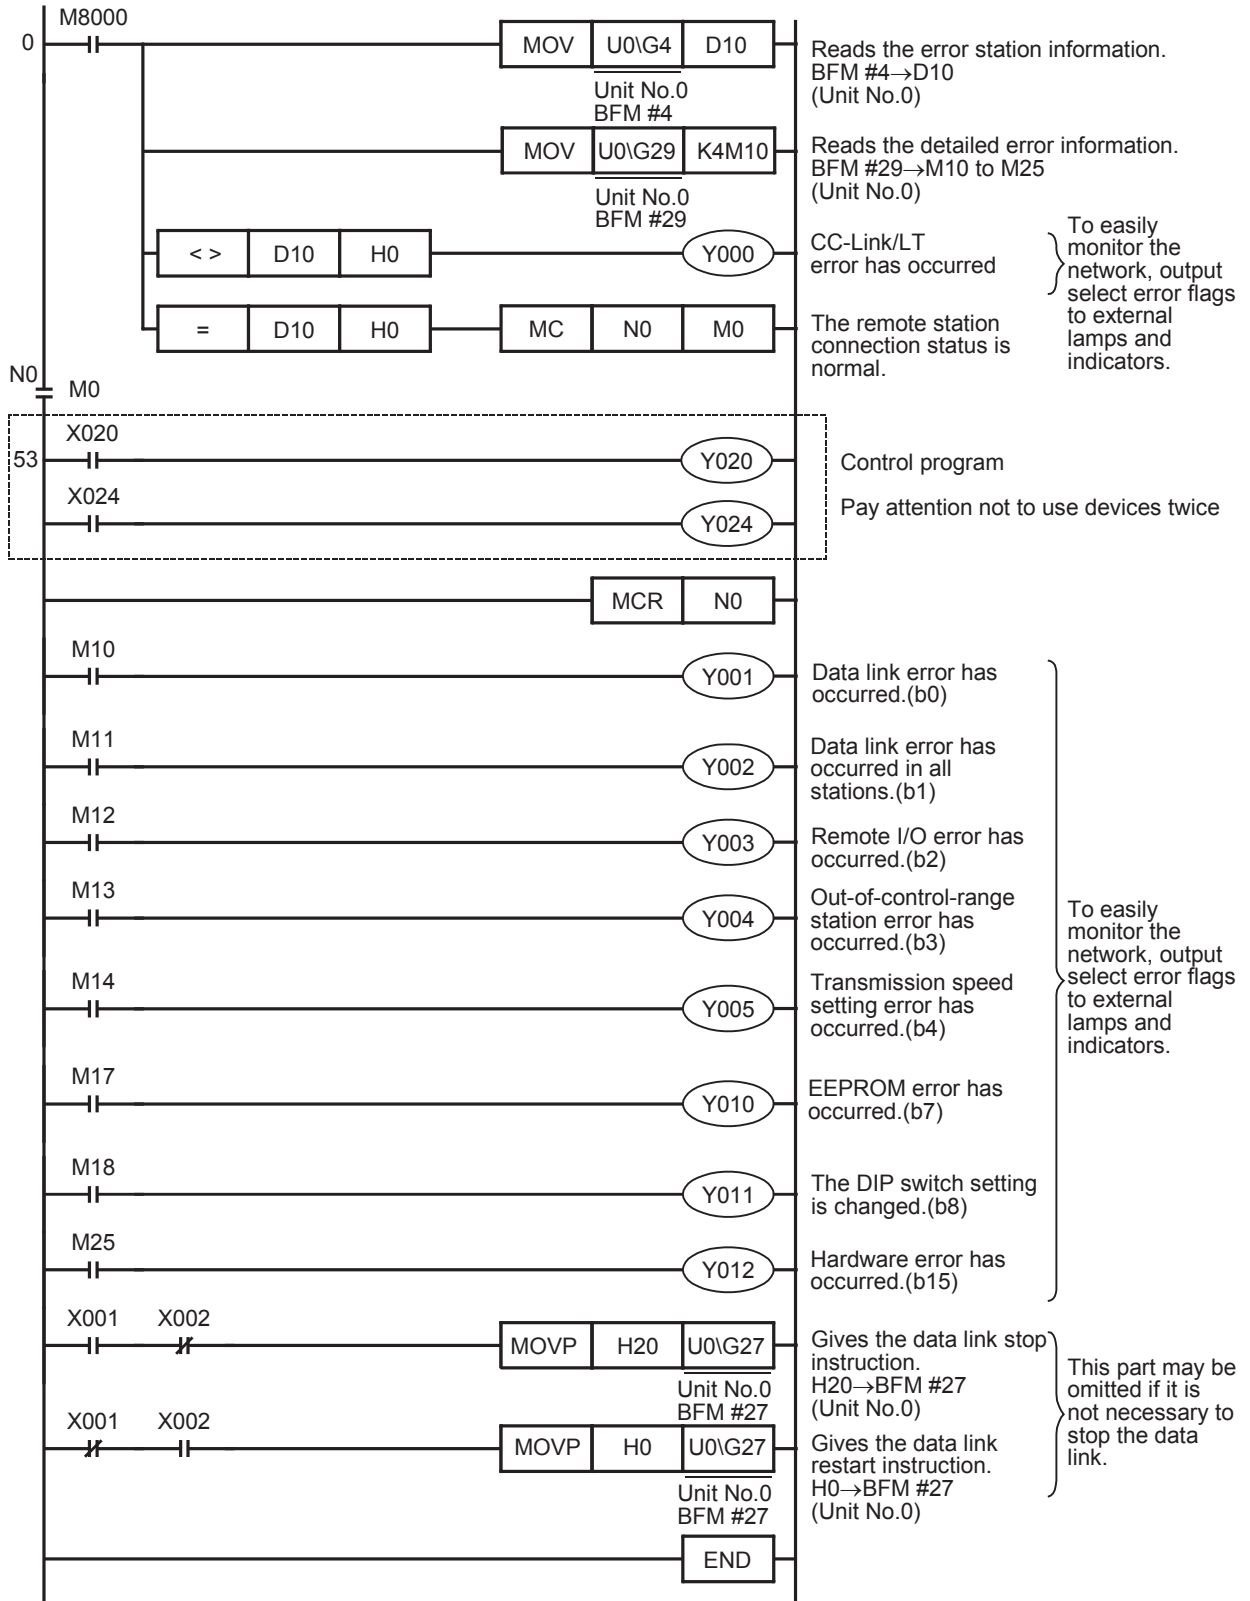 M8000
0
MOV U0\G4 D10
Unit No.0
BFM #4
Reads the error station information.
BFM #4→D10
(Unit No.0)
MOV U0\G29 K4M10
Unit No.0
BFM #29
Reads the detailed error information.
BFM #29→M10 to M25
(Unit No.0)
< > D10 H0
Y000
CC-Link/LT
error has occurred
To easily
monitor the
network, output
select error flags
to external
lamps and
indicators.
= D10 H0
MC N0 M0
The remote station
connection status is
normal.
N0
M0
X020
53
Y020
Control program
X024
Y024
Pay attention not to use devices twice
MCR N0
M10
Y001
Data link error has
occurred.(b0)
M11
Y002
Data link error has
occurred in all
stations.(b1)
M12
Y003
Remote I/O error has
occurred.(b2)
M13
Y004
Out-of-control-range
station error has
occurred.(b3)
To easily
monitor the
network, output
select error flags
to external
lamps and
indicators.
M14
Y005
Transmission speed
setting error has
occurred.(b4)
M17
Y010
EEPROM error has
occurred.(b7)
M18
Y011
The DIP switch setting
is changed.(b8)
M25
Y012
Hardware error has
occurred.(b15)
X001 X002
MOVP H20 U0\G27
Unit No.0
BFM #27
Gives the data link stop
instruction.
H20→BFM #27
(Unit No.0)
This part may be
omitted if it is
not necessary to
stop the data
link.
X001 X002
MOVP H0 U0\G27
Unit No.0
BFM #27
Gives the data link
restart instruction.
H0→BFM #27
(Unit No.0)
END